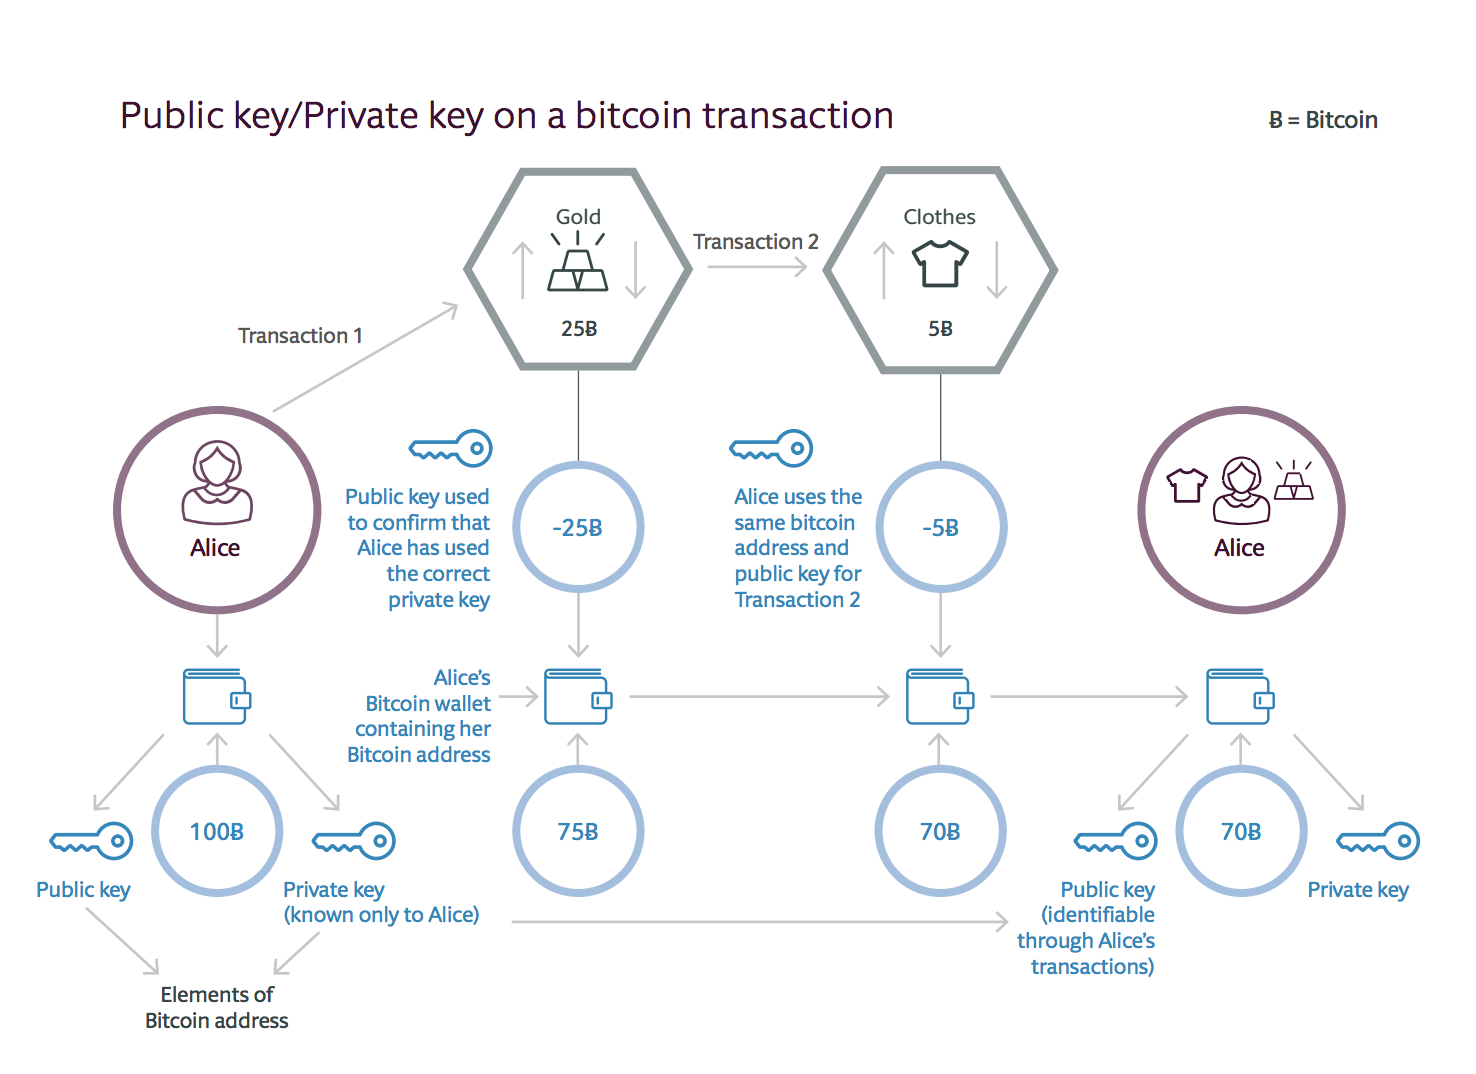 Public key/Private key on a bitcoin transaction
Ƀ = Bitcoin
Gold
25Ƀ
Transaction 2
Clothes
5Ƀ
Transaction 1
Alice
Public key used
to confirm that
Alice has used
the correct
private key
-25Ƀ
Alice uses the
same bitcoin
address and
public key for
Transaction 2
-5Ƀ
Alice
Alice's
Bitcoin wallet
containing her
Bitcoin address
100Ƀ
75Ƀ
70Ƀ
70Ƀ
Public key
Private key
(known only to Alice)
Public key
(identifiable
through Alice's
transactions)
Private key
Elements of
Bitcoin address